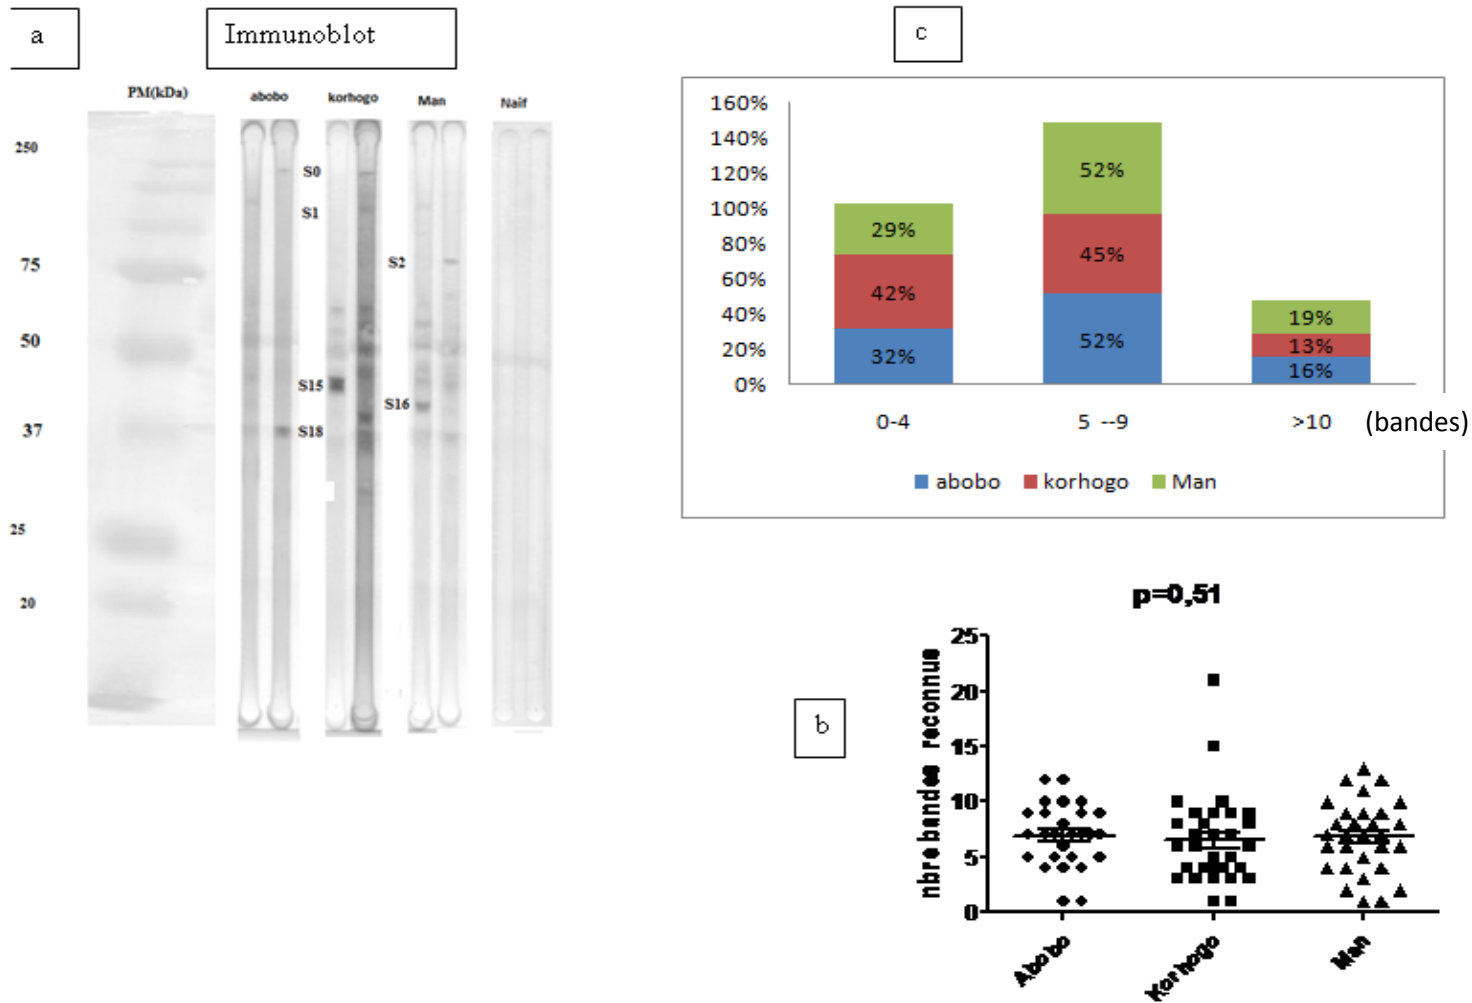 a
Immunoblot
PM(kDa)
abobo
korhogo
Man
Naïf
250
75
50
37
25
20
S0
S1
S2
S15
S16
S18
c
160%
140%
120%
100%
80%
60%
40%
20%
0%
29%
42%
32%
52%
45%
52%
19%
13%
16%
0-4
5 --9
>10
(bandes)
abobo
korhogo
Man
b
p=0,51
nbre bandes reconnue
25
20
15
10
5
0
Abobo
Korhogo
Man